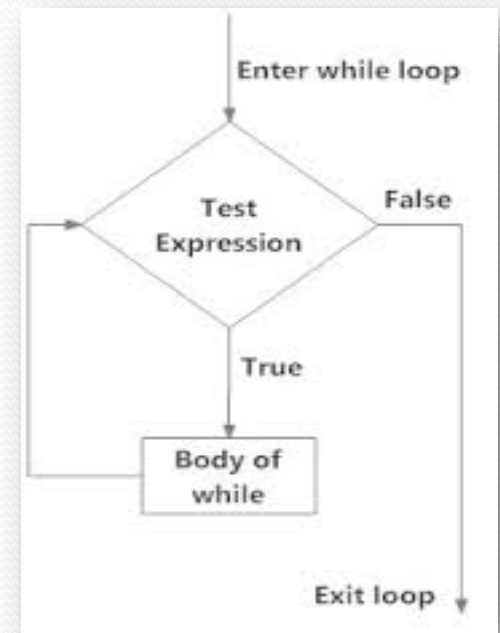 Enter while loop
Test
Expression
False
True
Body of
while
Exit loop